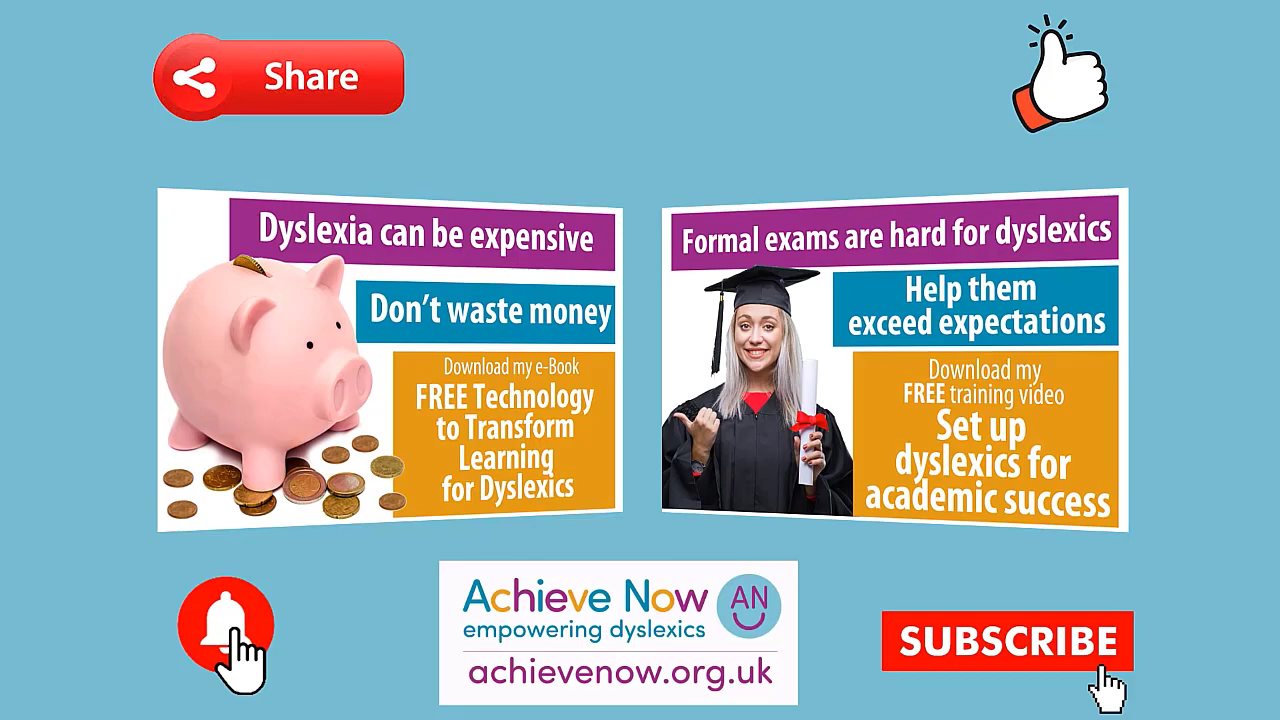 Share
Dyslexia can be expensive
Don't waste money
Download my e-Book
FREE Technology
to Transform
Learning
for Dyslexics
Formal exams are hard for dyslexics
Help them
exceed expectations
Download my
FREE training video
Set up
dyslexics for
academic success
Achieve Now
AN
empowering dyslexics
achievenow.org.uk
SUBSCRIBE